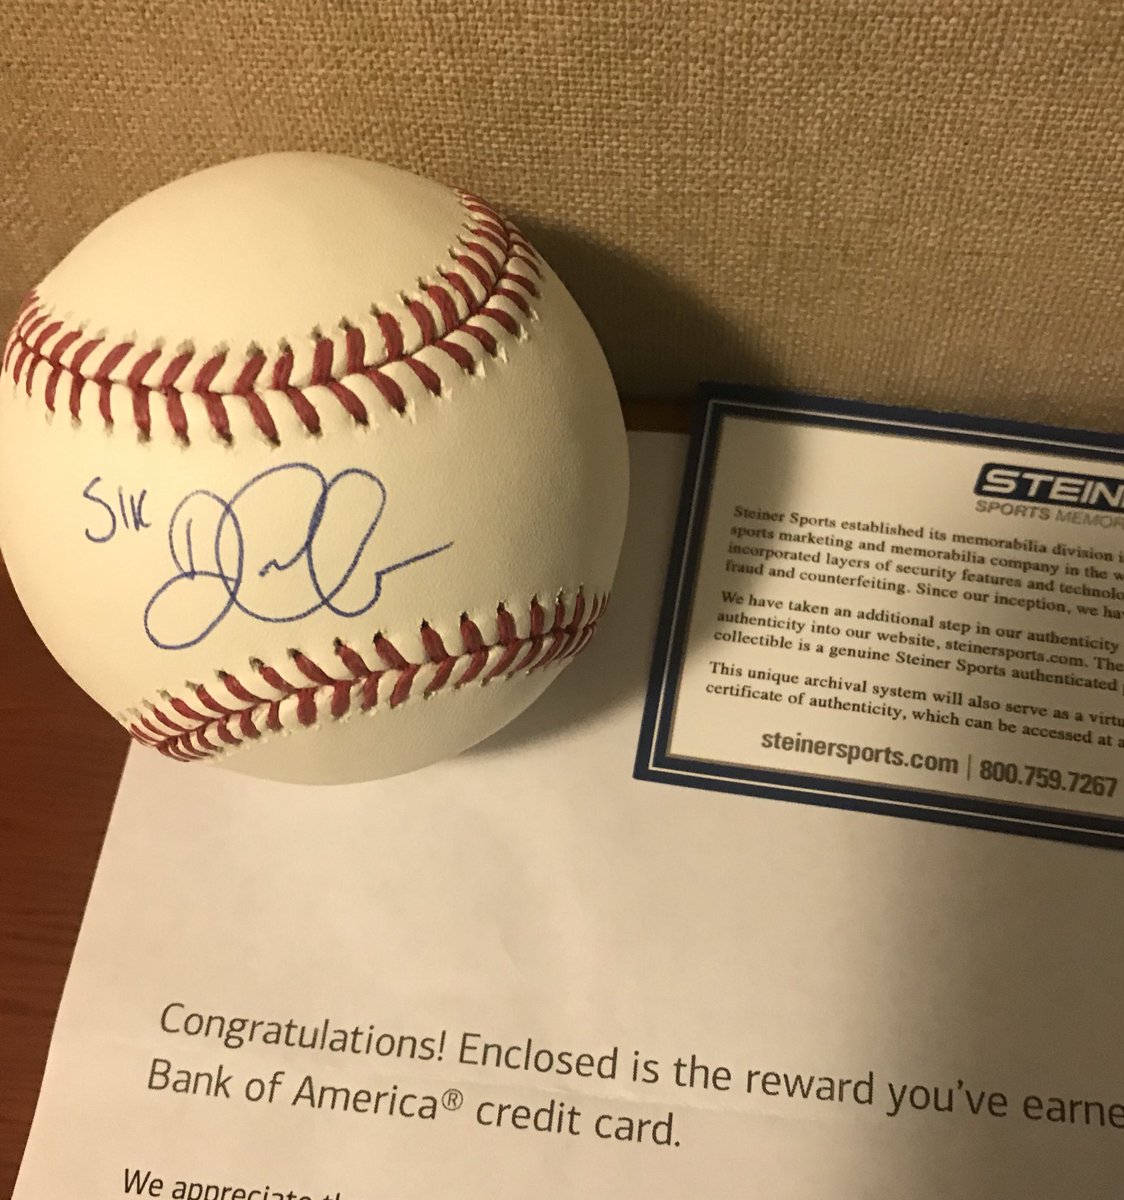 STEIN
SPORTS MEMOR
Steiner Sports established its memorabilia division i
sports marketing and memorabilia company in the w
incorporated layers of security features and technolo
fraud and counterfeiting. Since our inception, we ha
We have taken an additional step in our authenticity
authenticity into our website, steinersports.com. The
collectible is a genuine Steiner Sports authenticated
This unique archival system will also serve as a virtu
certificate of authenticity, which can be accessed at a
steinersports.com | 800.759.7267
Congratulations! Enclosed is the reward you've earne
Bank of America® credit card.
We appreciate th